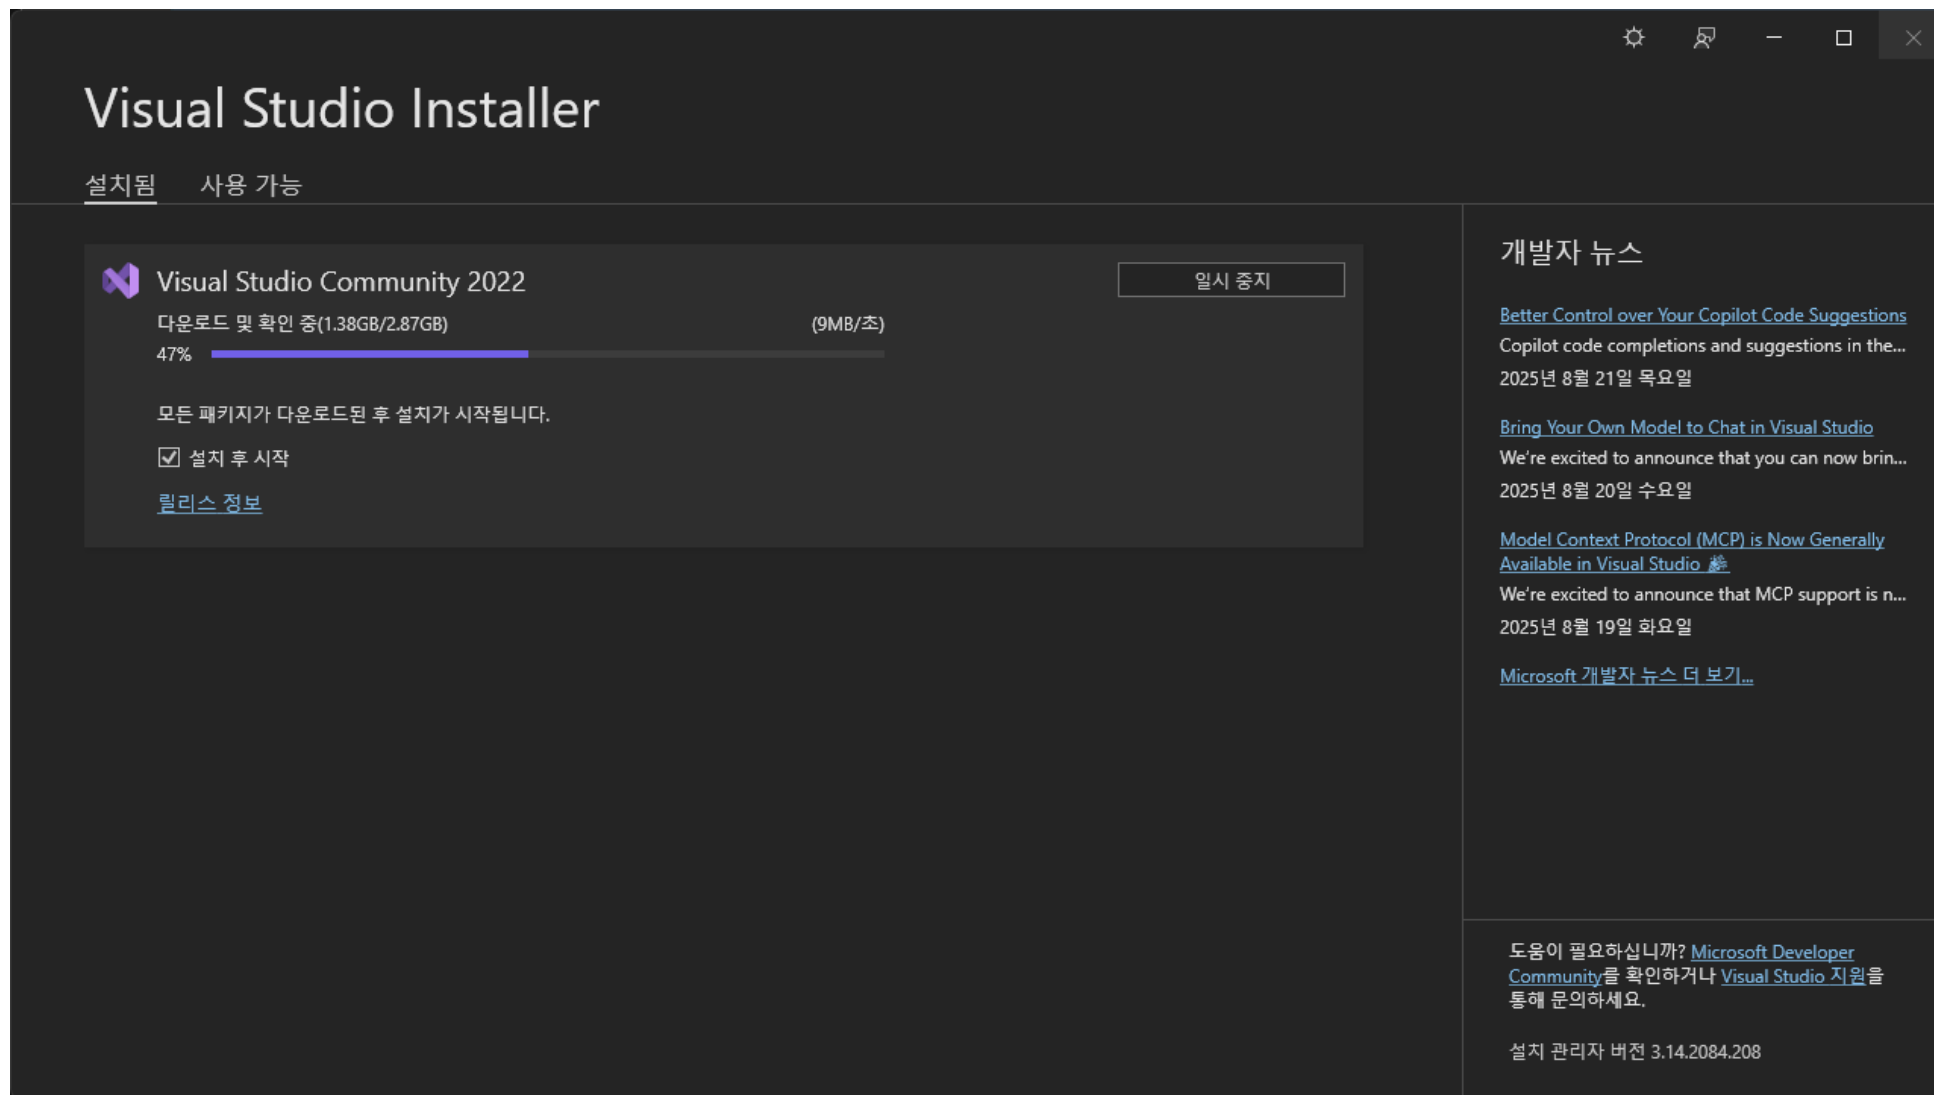 Visual Studio Installer
설치됨 사용 가능
Visual Studio Community 2022
일시 중지
다운로드 및 확인 중(1.38GB/2.87GB) (9MB/초)
47%
모든 패키지가 다운로드된 후 설치가 시작됩니다.
설치 후 시작
릴리스 정보
개발자 뉴스
Better Control over Your Copilot Code Suggestions
Copilot code completions and suggestions in the...
2025년 8월 21일 목요일
Bring Your Own Model to Chat in Visual Studio
We're excited to announce that you can now brin...
2025년 8월 20일 수요일
Model Context Protocol (MCP) is Now Generally
Available in Visual Studio 🎉
We're excited to announce that MCP support is n...
2025년 8월 19일 화요일
Microsoft 개발자 뉴스 더 보기...
도움이 필요하십니까? Microsoft Developer
Community를 확인하거나 Visual Studio 지원을
통해 문의하세요.
설치 관리자 버전 3.14.2084.208